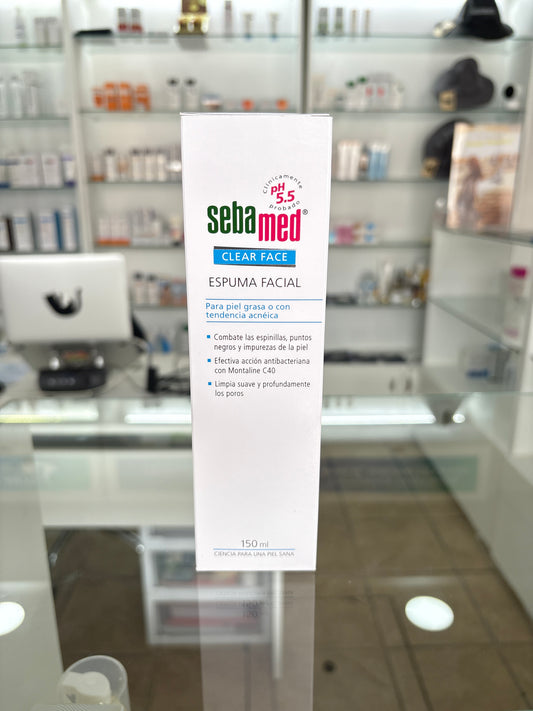 Clínicamente
pH
5.5
probado
sebamed®
CLEAR FACE
ESPUMA FACIAL
Para piel grasa o con
tendencia acnéica
▪ Combate las espinillas, puntos
negros y impurezas de la piel
▪ Efectiva acción antibacteriana
con Montaline C40
▪ Limpia suave y profundamente
los poros
150 ml
CIENCIA PARA UNA PIEL SANA